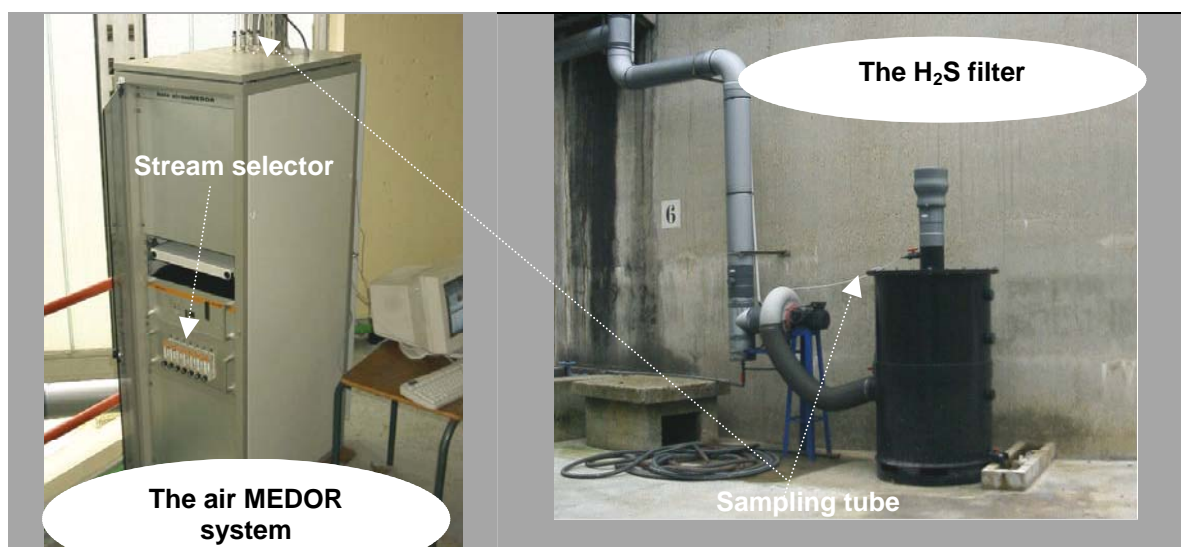 Stream selector
The air MEDOR
system
The H₂S filter
6
Sampling tube